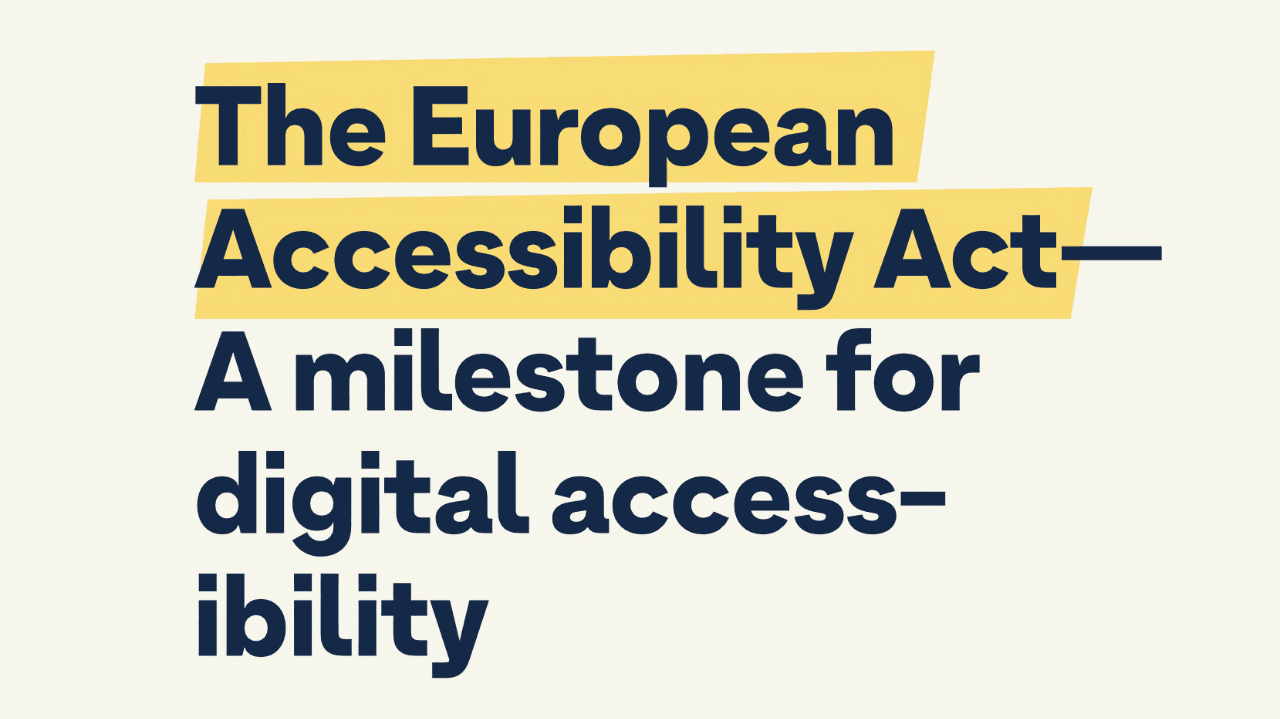 The European
Accessibility Act—
A milestone for
digital access-
ibility